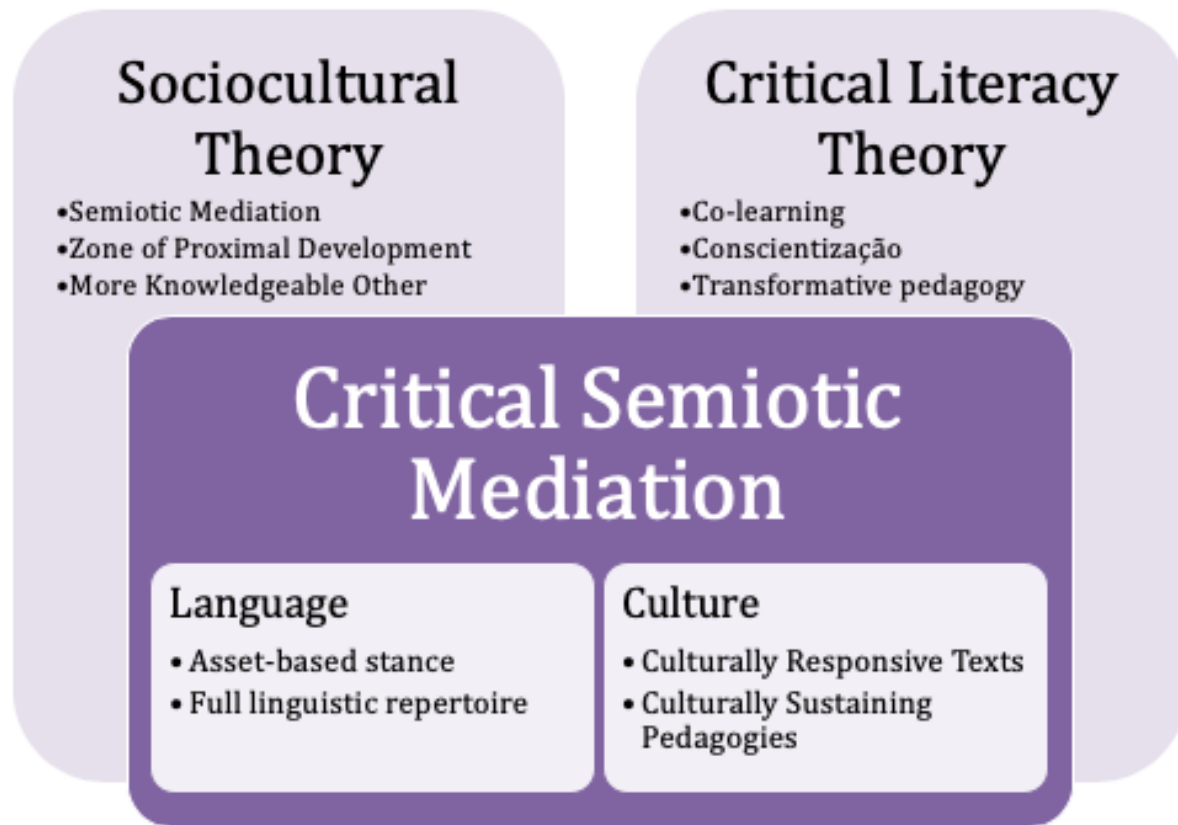 Sociocultural
Theory
•Semiotic Mediation
•Zone of Proximal Development
•More Knowledgeable Other
Critical Literacy
Theory
•Co-learning
•Conscientização
•Transformative pedagogy
Critical Semiotic
Mediation
Language
• Asset-based stance
• Full linguistic repertoire
Culture
• Culturally Responsive Texts
• Culturally Sustaining
Pedagogies